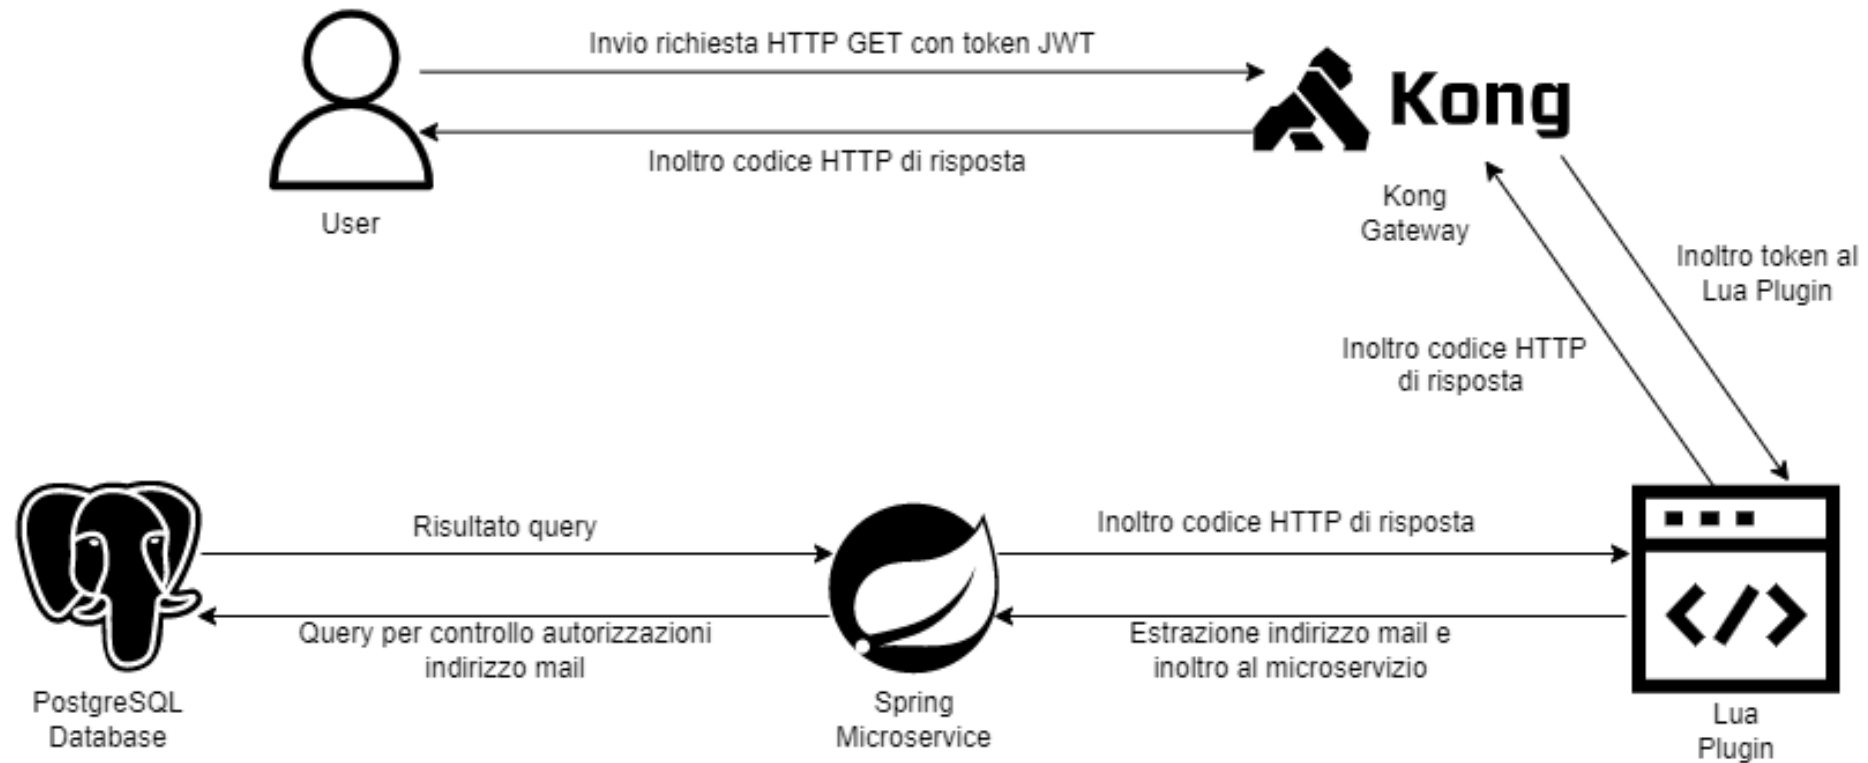 Invio richiesta HTTP GET con token JWT
Kong
Inoltro codice HTTP di risposta
User
Kong
Gateway
Inoltro token al
Lua Plugin
Inoltro codice HTTP
di risposta
Risultato query
Inoltro codice HTTP di risposta
Query per controllo autorizzazioni
indirizzo mail
Estrazione indirizzo mail e
inoltro al microservizio
PostgreSQL
Database
Spring
Microservice
Lua
Plugin